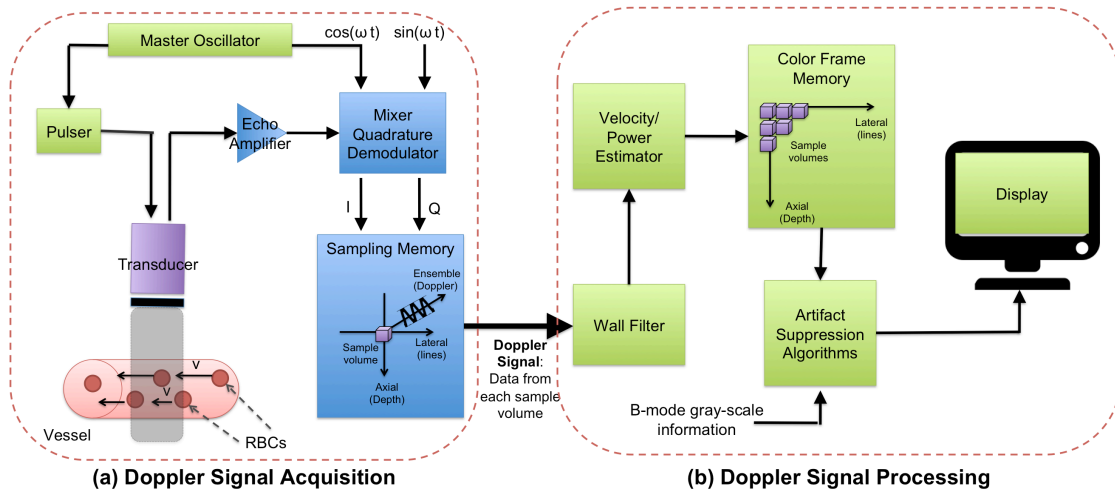 Master Oscillator
cos(ω t)
sin(ω t)
Pulser
Echo
Amplifier
Mixer
Quadrature
Demodulator
I
Q
Transducer
Sampling Memory
Ensemble
(Doppler)
Sample
volume
Lateral
(lines)
Axial
(Depth)
v
v
Vessel
RBCs
Doppler
Signal:
Data from
each sample
volume
(a) Doppler Signal Acquisition
Velocity/
Power
Estimator
Color Frame
Memory
Lateral
(lines)
Sample
volumes
Axial
(Depth)
Display
Wall Filter
Artifact
Suppression
Algorithms
B-mode gray-scale
information
(b) Doppler Signal Processing